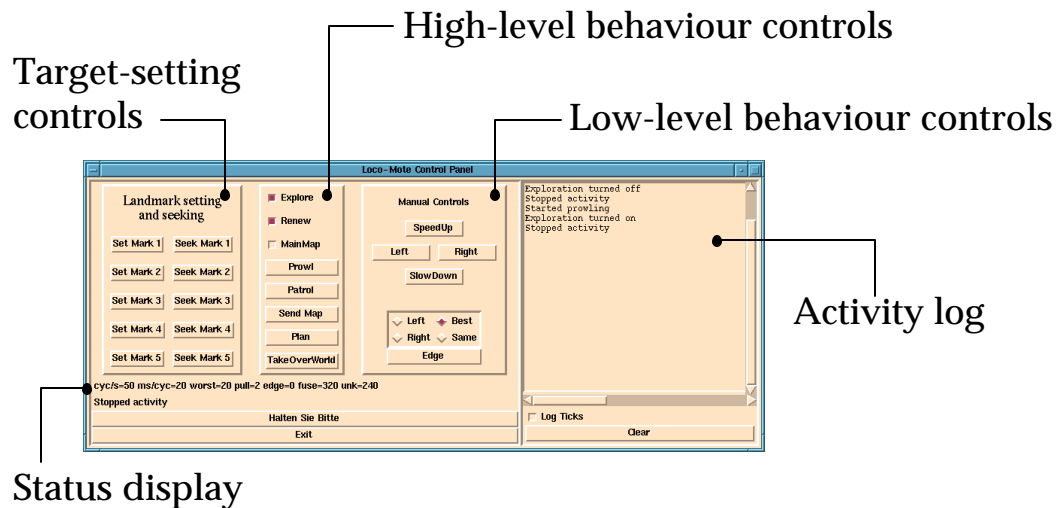 High-level behaviour controls
Target-setting
controls
Low-level behaviour controls
Loco-Mote Control Panel
Landmark setting
and seeking
Set Mark 1 Seek Mark 1
Set Mark 2 Seek Mark 2
Set Mark 3 Seek Mark 3
Set Mark 4 Seek Mark 4
Set Mark 5 Seek Mark 5
Explore
Renew
MainMap
Prowl
Patrol
Send Map
Plan
TakeOverWorld
Manual Controls
SpeedUp
Left Right
SlowDown
Left Best
Right Same
Edge
Exploration turned off
Stopped activity
Started prowling
Exploration turned on
Stopped activity
Activity log
cyc/s=50 ms/cyc=20 worst=20 pull=2 edge=0 fuse=320 unk=240
Stopped activity
Halten Sie Bitte
Exit
Log Ticks
Clear
Status display